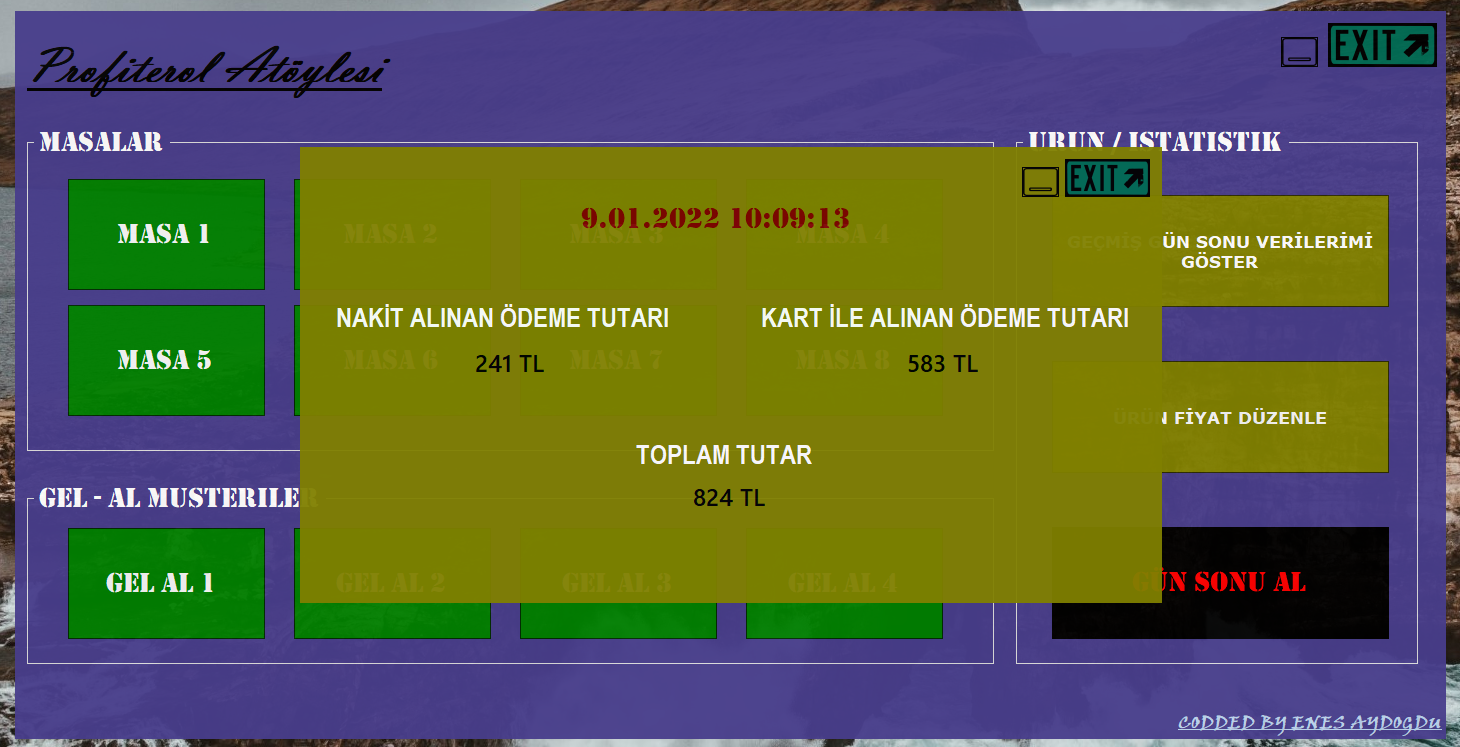 Profiterol Atöylesi
EXIT
MASALAR
URUN / ISTATISTIK
EXIT
MASA 1
MASA 2
MASA 3
MASA 4
9.01.2022 10:09:13
GEÇMİŞ GÜN SONU VERİLERİMİ
GÖSTER
NAKİT ALINAN ÖDEME TUTARI
KART İLE ALINAN ÖDEME TUTARI
MASA 5
MASA 6
MASA 7
MASA 8
241 TL
583 TL
ÜRÜN FİYAT DÜZENLE
TOPLAM TUTAR
824 TL
GEL - AL MUSTERILER
GEL AL 1
GEL AL 2
GEL AL 3
GEL AL 4
GÜN SONU AL
CODDED BY ENES AYDOGDU